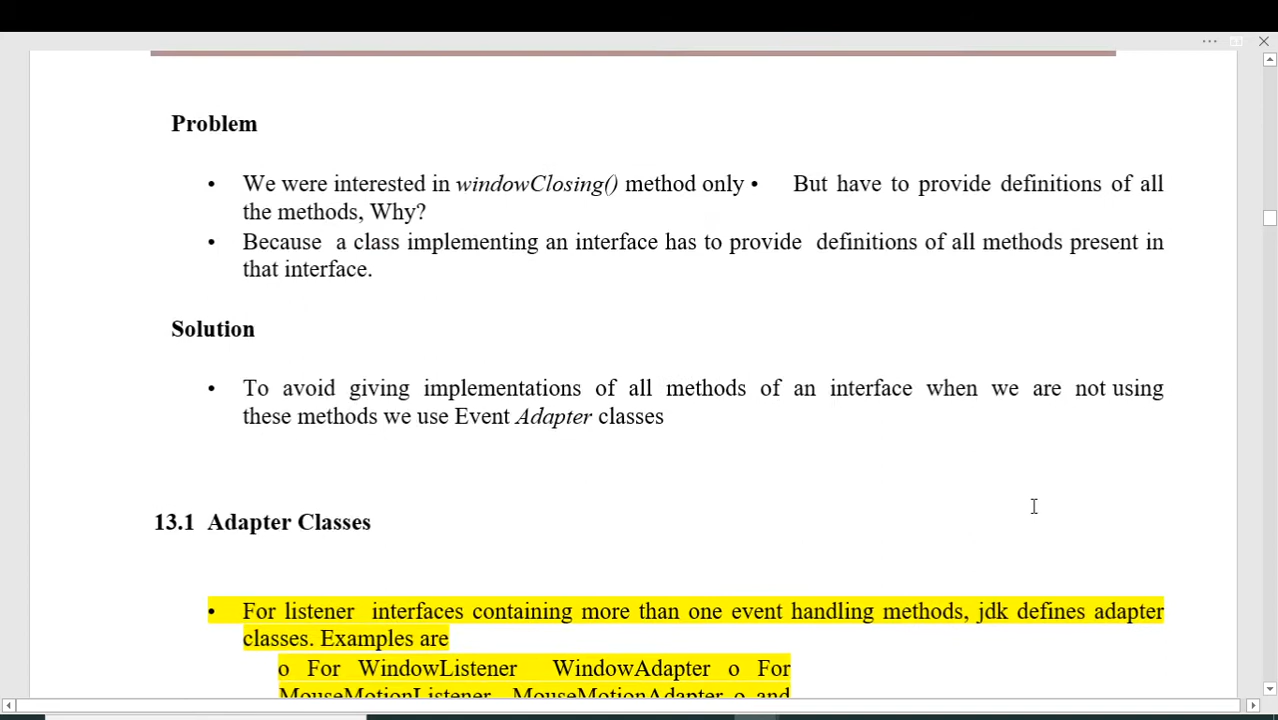 Problem
• We were interested in windowClosing() method only • But have to provide definitions of all
the methods, Why?
• Because a class implementing an interface has to provide definitions of all methods present in
that interface.
Solution
• To avoid giving implementations of all methods of an interface when we are not using
these methods we use Event Adapter classes
13.1 Adapter Classes
• For listener interfaces containing more than one event handling methods, jdk defines adapter
classes. Examples are
o For WindowListener WindowAdapter o For
MouseMotionListener MouseMotionAdapter o and